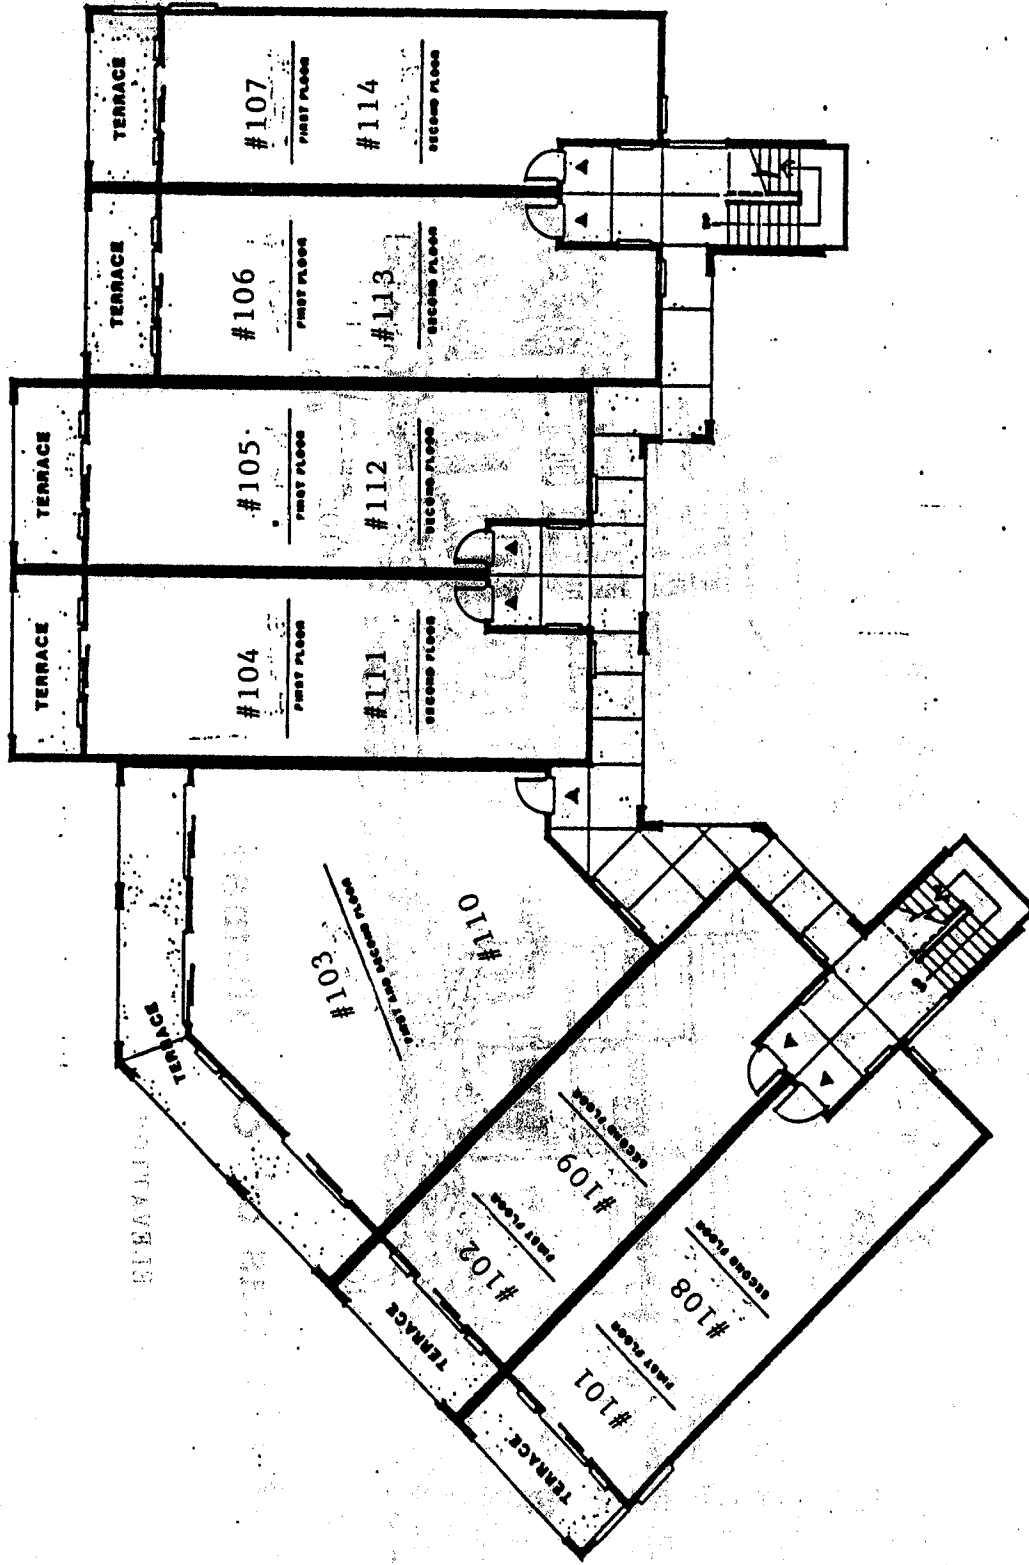 TERRACE
#107
FIRST FLOOR
#114
SECOND FLOOR
TERRACE
#106
FIRST FLOOR
#113
SECOND FLOOR
TERRACE
#105
FIRST FLOOR
#112
SECOND FLOOR
TERRACE
#104
FIRST FLOOR
#111
SECOND FLOOR
TERRACE
#103
FIRST AND SECOND FLOOR
#110
TERRACE
#102
FIRST FLOOR
#109
SECOND FLOOR
TERRACE
#101
FIRST FLOOR
#108
SECOND FLOOR